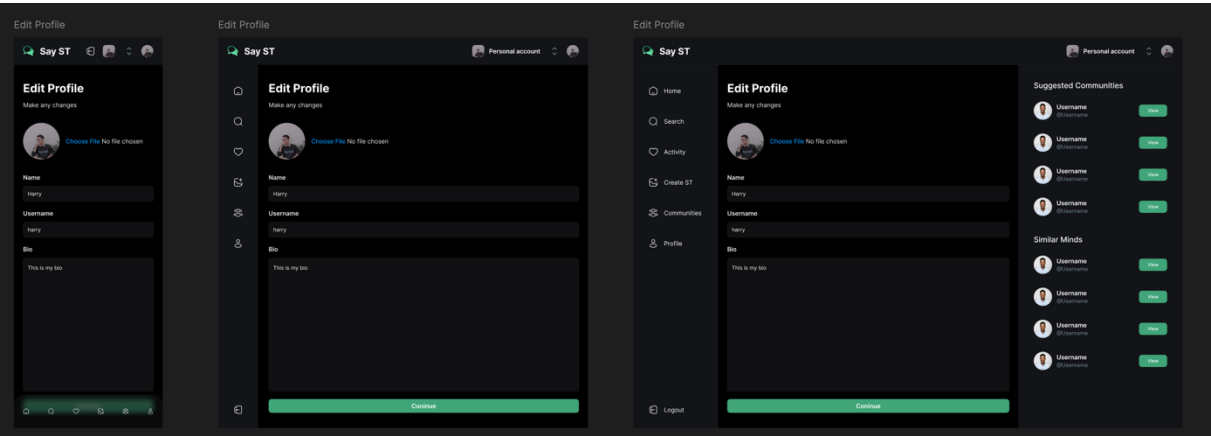 Edit Profile
Say ST
Edit Profile
Make any changes
Choose File No file chosen
Name
Harry
Username
harry
Bio
This is my bio
Edit Profile
Say ST
Personal account
Edit Profile
Make any changes
Choose File No file chosen
Name
Harry
Username
harry
Bio
This is my bio
Coninue
Edit Profile
Say ST
Personal account
Home
Search
Activity
Create ST
Communities
Profile
Logout
Edit Profile
Make any changes
Choose File No file chosen
Name
Harry
Username
harry
Bio
This is my bio
Coninue
Suggested Communities
Username
@Username
View
Username
@Username
View
Username
@Username
View
Username
@Username
View
Similar Minds
Username
@Username
View
Username
@Username
View
Username
@Username
View
Username
@Username
View